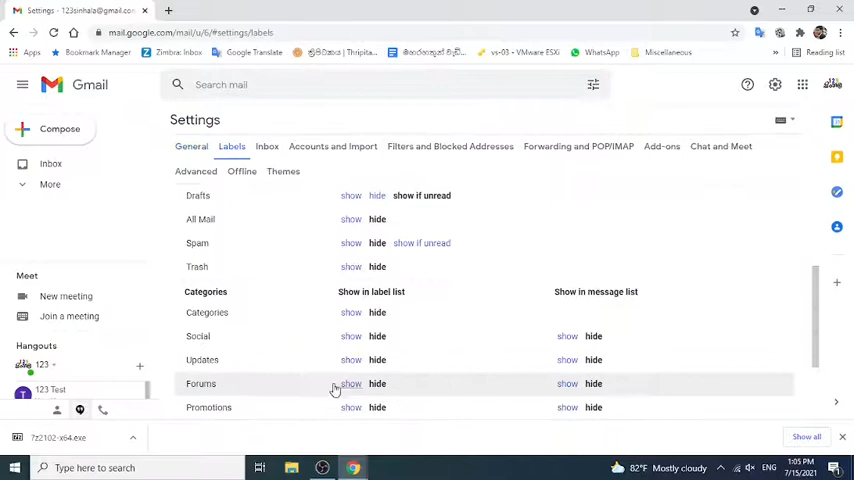 Settings - 123sinhala@gmail.com
mail.google.com/mail/u/6/#settings/labels
Apps Bookmark Manager Zimbra: Inbox Google Translate vs-03 - VMware ESXi WhatsApp Miscellaneous Reading list
Gmail
Search mail
Compose
Inbox
More
Settings
General Labels Inbox Accounts and Import Filters and Blocked Addresses Forwarding and POP/IMAP Add-ons Chat and Meet
Advanced Offline Themes
Drafts show hide show if unread
All Mail show hide
Spam show hide show if unread
Trash show hide
Categories Show in label list Show in message list
Categories show hide
Social show hide show hide
Updates show hide show hide
Forums show hide show hide
Promotions show hide show hide
Meet
New meeting
Join a meeting
Hangouts
123
123 Test
7z2102-x64.exe
Show all
Type here to search
82°F Mostly cloudy
ENG
1:05 PM
7/15/2021